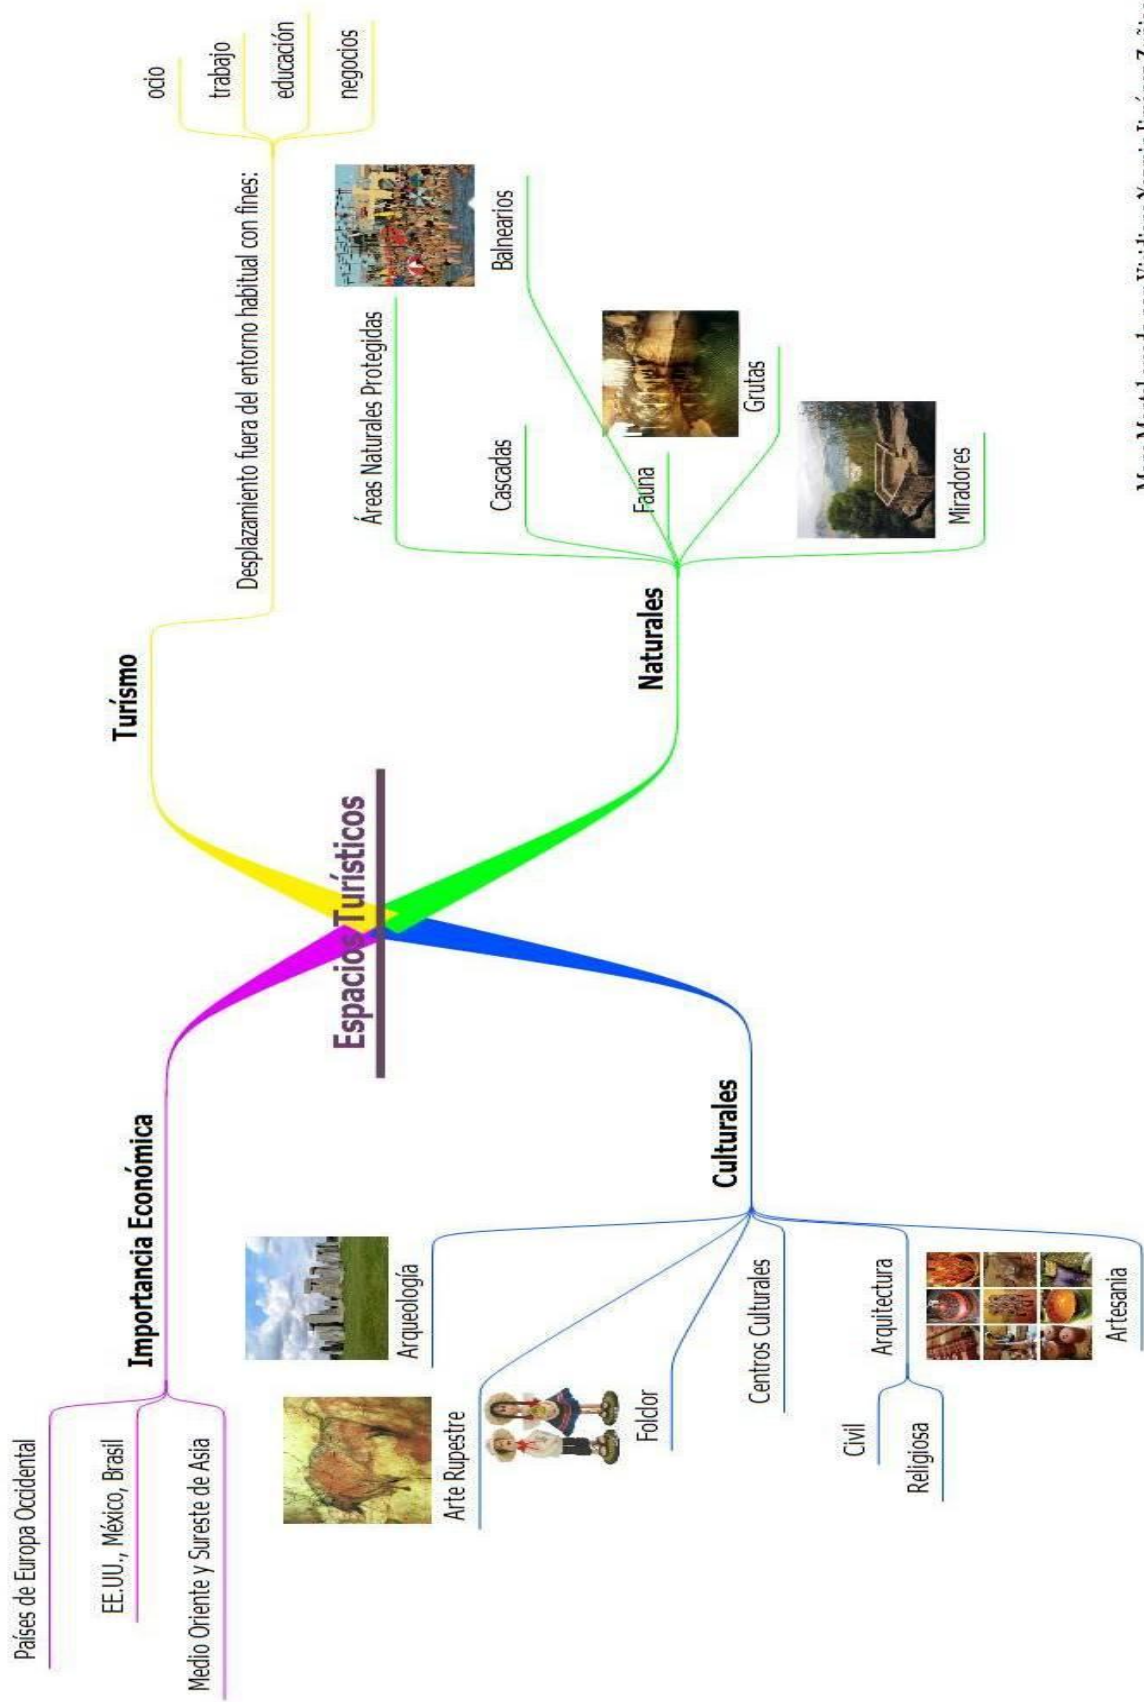 Espacios Turísticos
Turísmo
Desplazamiento fuera del entorno habitual con fines:
ocio
trabajo
educación
negocios
Naturales
Áreas Naturales Protegidas
Balnearios
Cascadas
Fauna
Grutas
Miradores
Importancia Económica
Países de Europa Occidental
EE.UU., México, Brasil
Medio Oriente y Sureste de Asia
Culturales
Arqueología
Arte Rupestre
Folclor
Centros Culturales
Arquitectura
Civil
Religiosa
Artesania